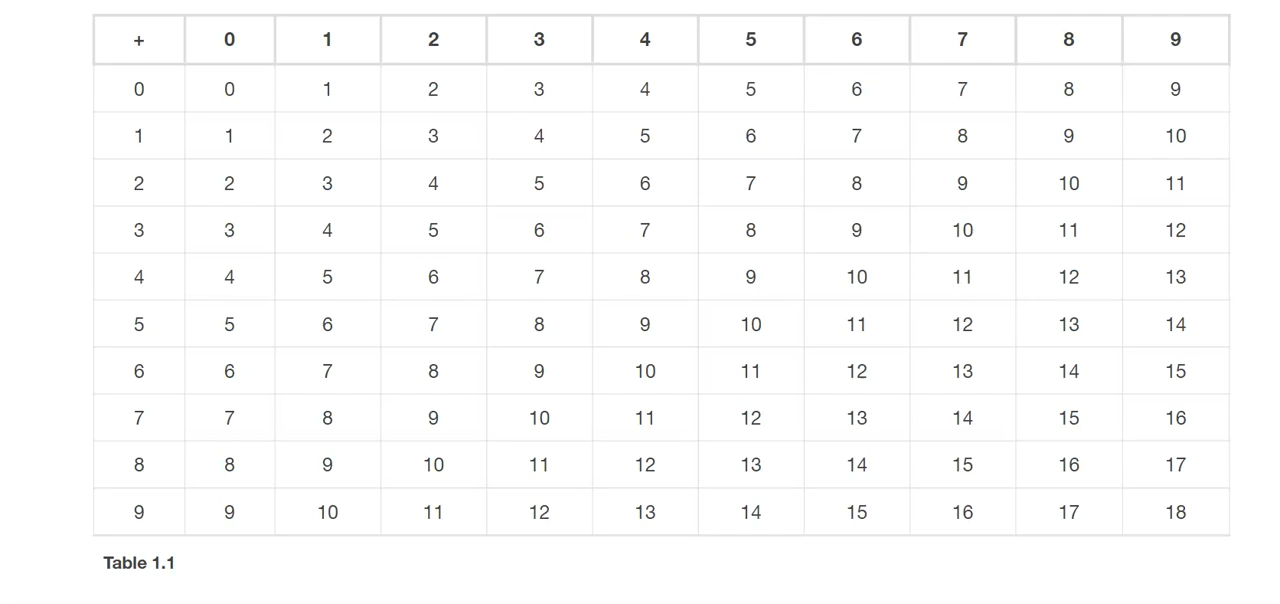 + 0 1 2 3 4 5 6 7 8 9
0 0 1 2 3 4 5 6 7 8 9
1 1 2 3 4 5 6 7 8 9 10
2 2 3 4 5 6 7 8 9 10 11
3 3 4 5 6 7 8 9 10 11 12
4 4 5 6 7 8 9 10 11 12 13
5 5 6 7 8 9 10 11 12 13 14
6 6 7 8 9 10 11 12 13 14 15
7 7 8 9 10 11 12 13 14 15 16
8 8 9 10 11 12 13 14 15 16 17
9 9 10 11 12 13 14 15 16 17 18
Table 1.1